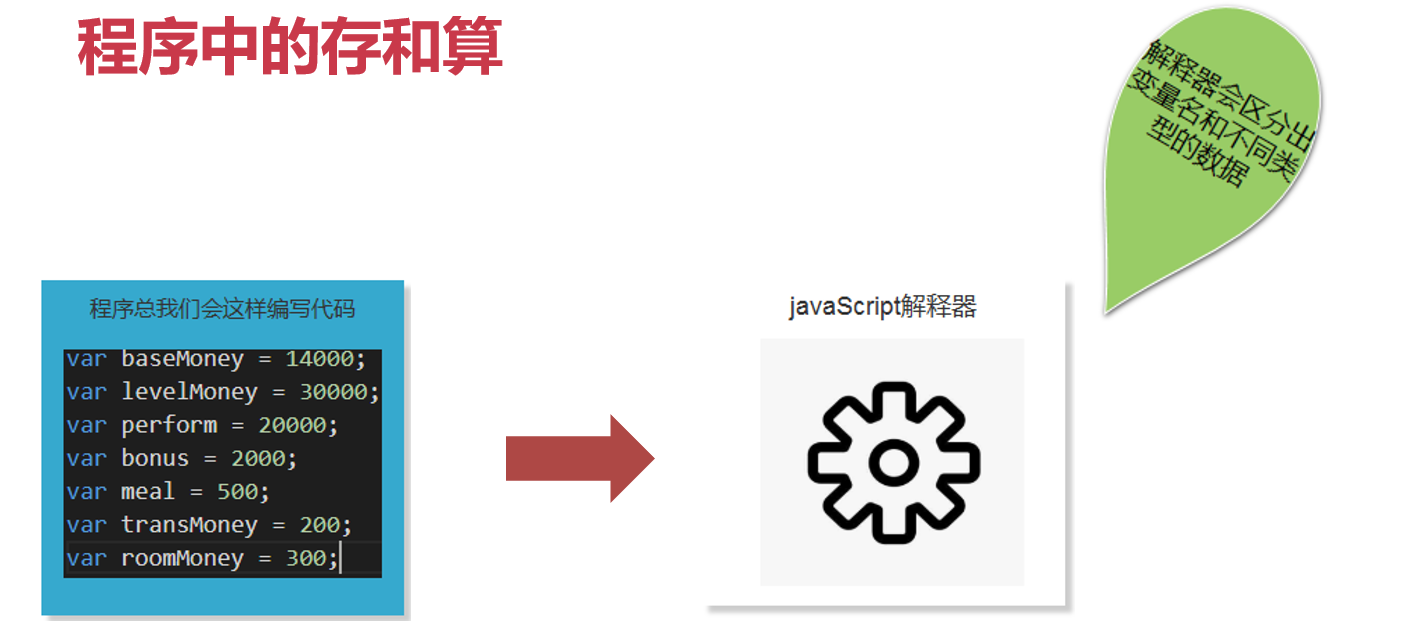 程序中的存和算
解释器会区分出
变量名和不同类
型的数据
程序总我们会这样编写代码
var baseMoney = 14000;
var levelMoney = 30000;
var perform = 20000;
var bonus = 2000;
var meal = 500;
var transMoney = 200;
var roomMoney = 300;
javaScript解释器